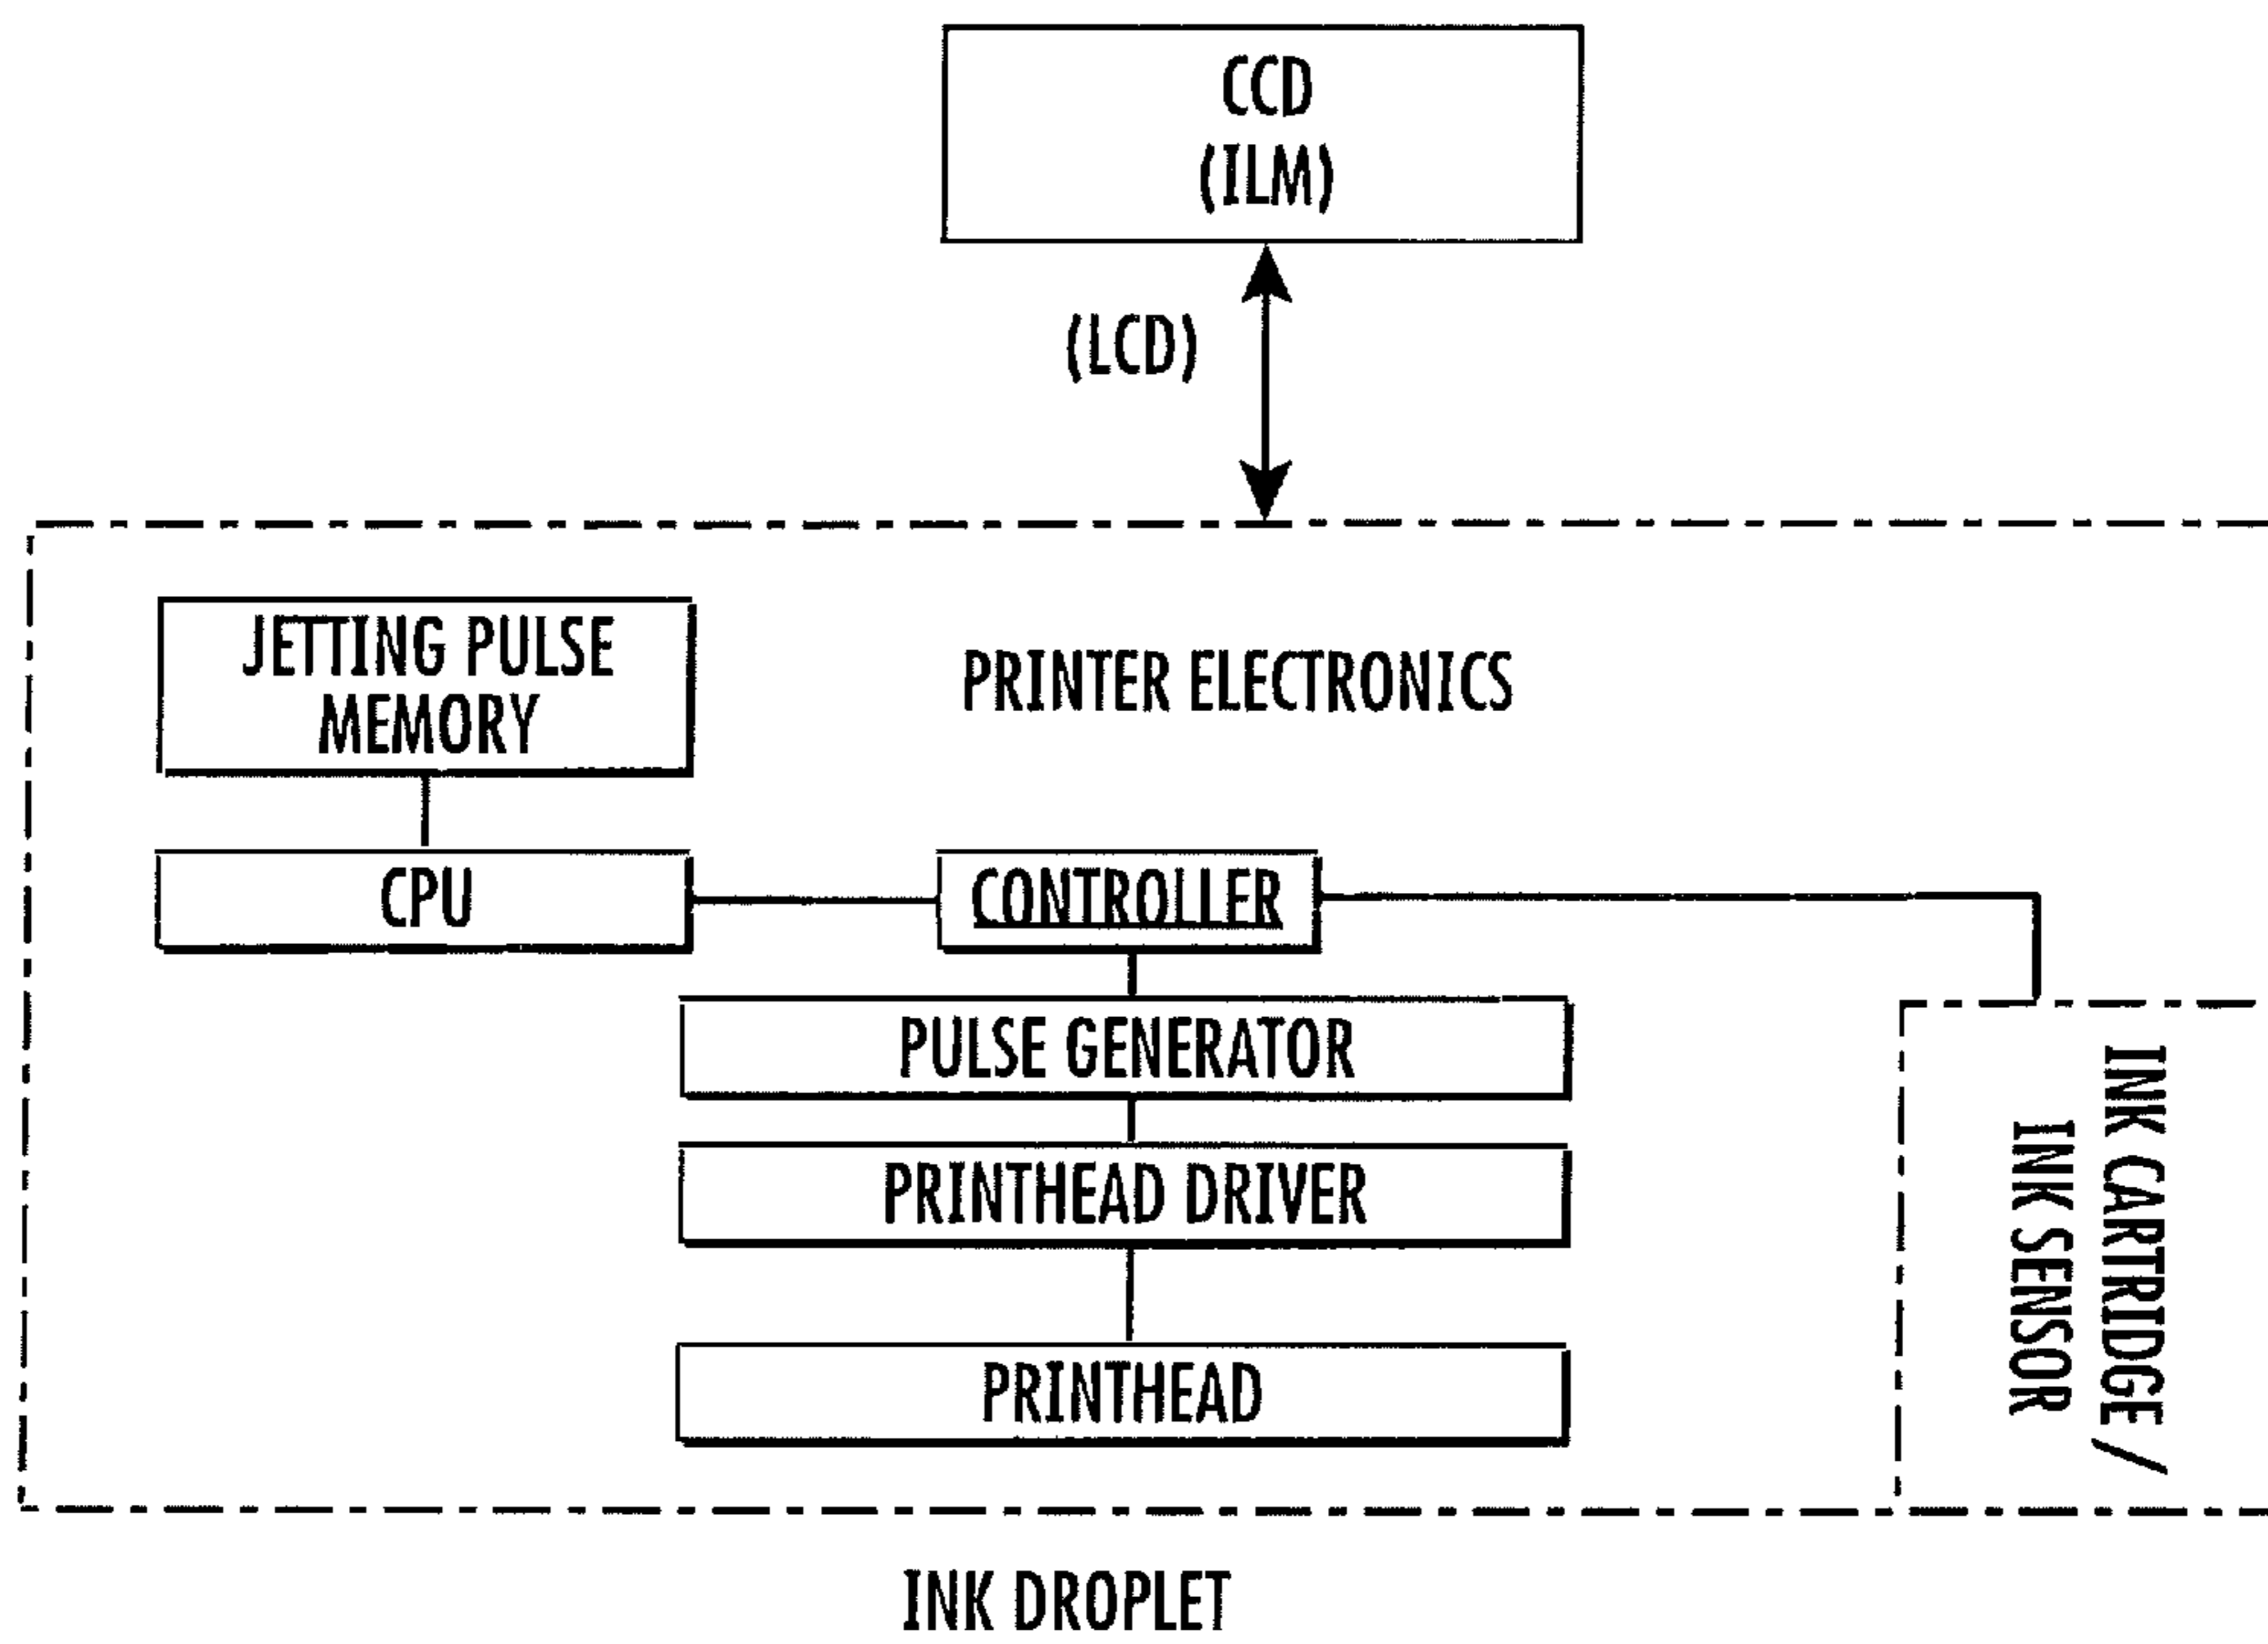 CCD
(ILM)
(LCD)
JETTING PULSE
MEMORY
PRINTER ELECTRONICS
CPU
CONTROLLER
PULSE GENERATOR
PRINTHEAD DRIVER
PRINTHEAD
INK CARTRIDGE /
INK SENSOR
INK DROPLET